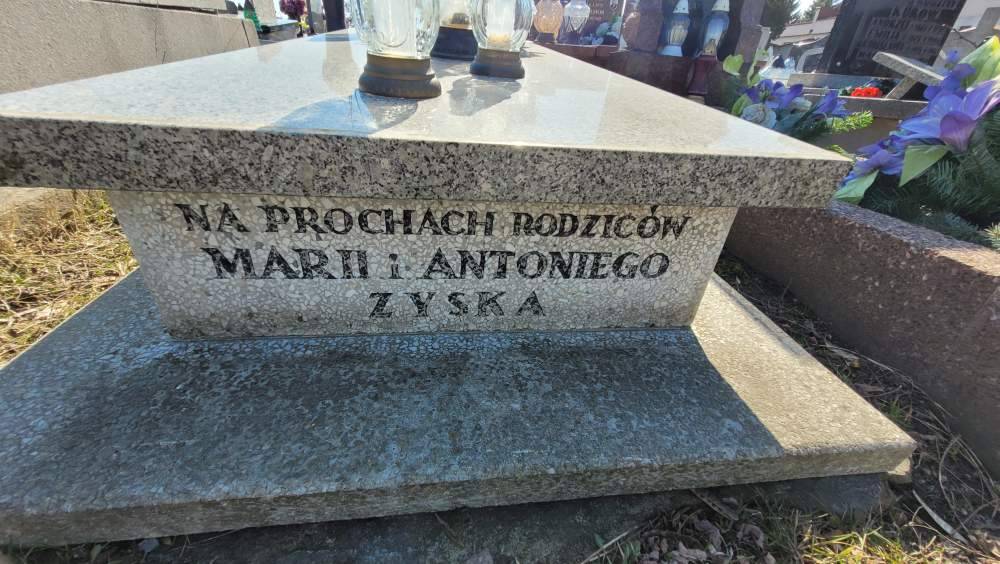 NA PROCHACH RODZICÓW
MARII i ANTONIEGO
ZYSKA